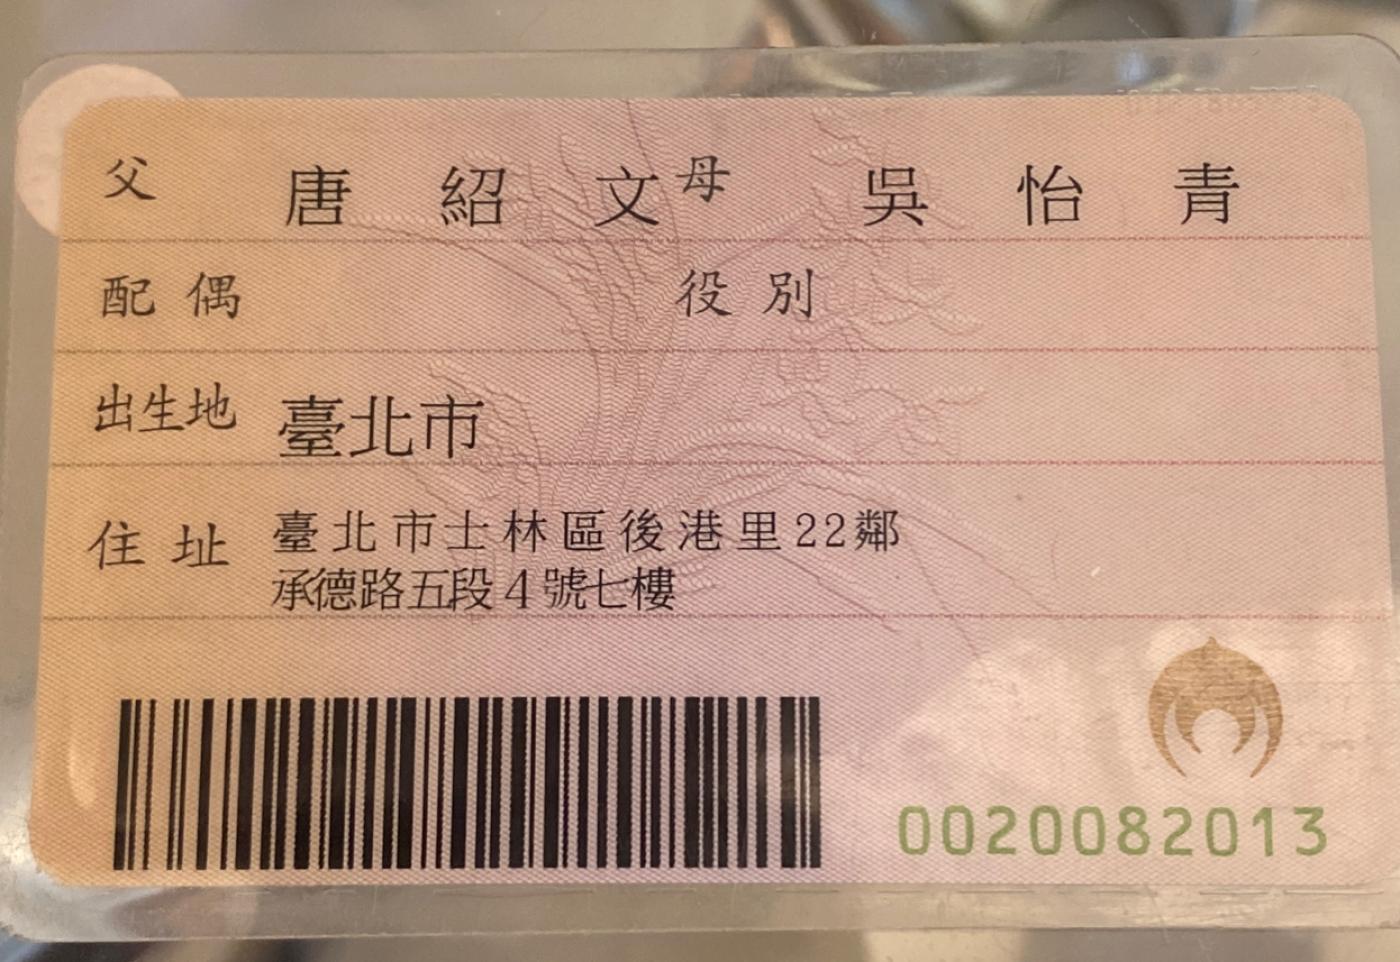 父 唐紹文 母 吳怡青
配偶 役別
出生地 臺北市
住址 臺北市士林區後港里22鄰
承德路五段4號七樓
0020082013